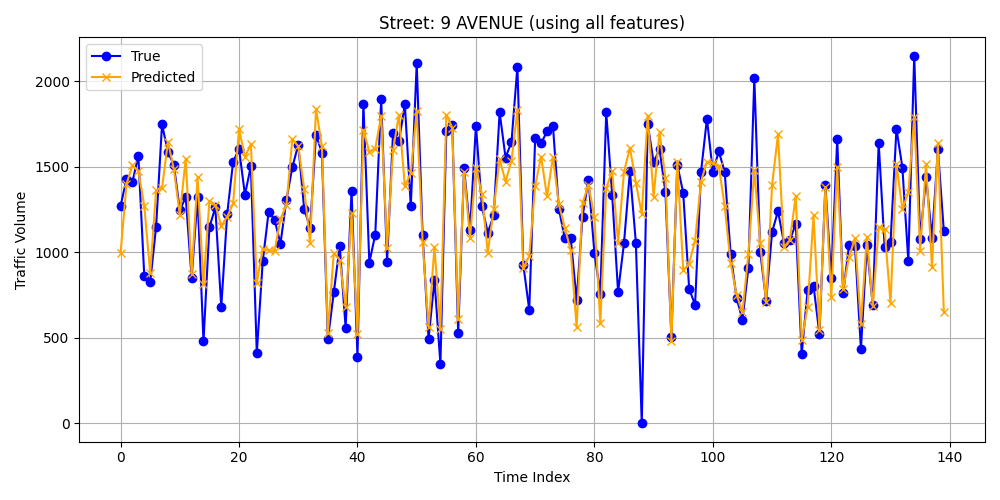 Street: 9 AVENUE (using all features)
True
Predicted
Traffic Volume
2000
1500
1000
500
0
0 20 40 60 80 100 120 140
Time Index